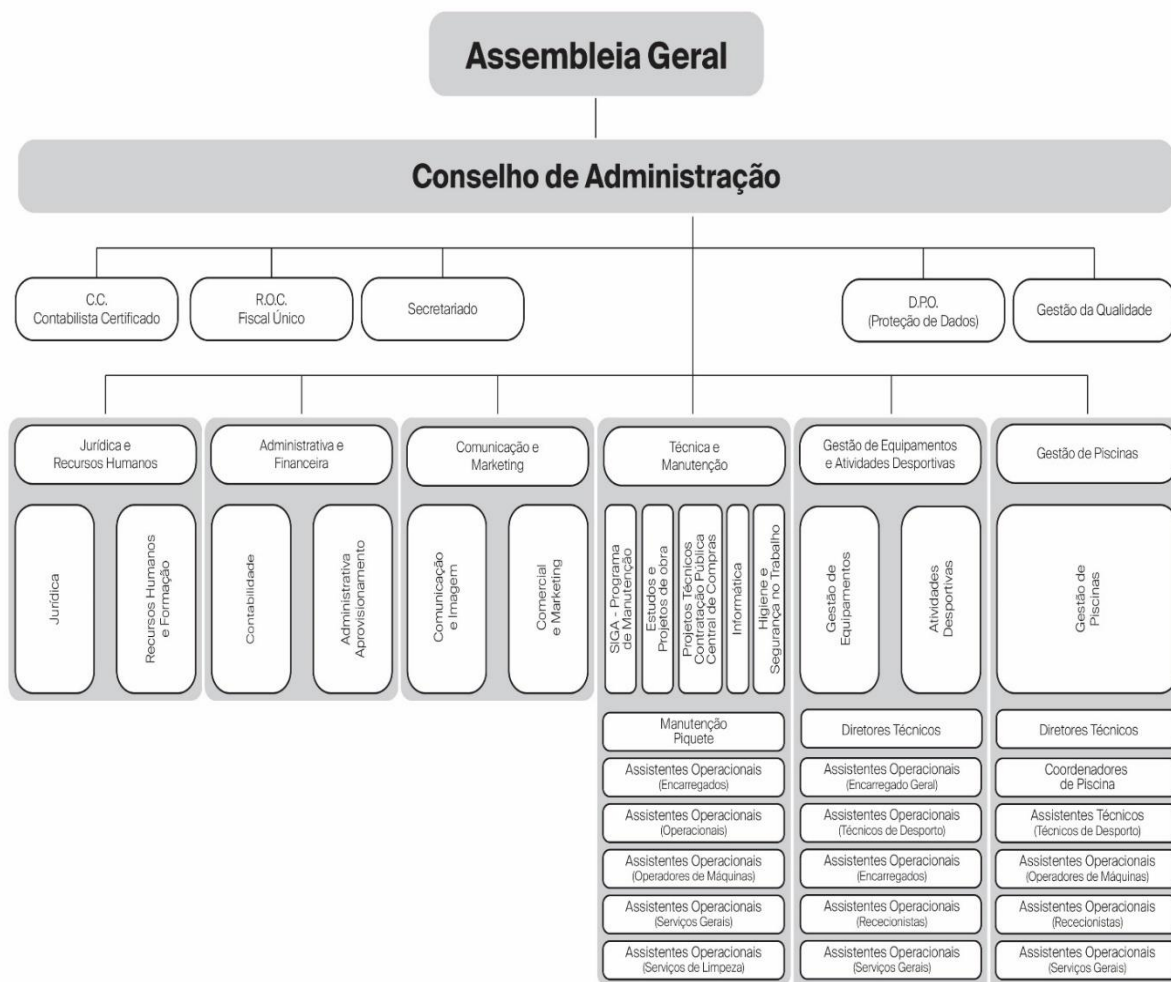 Assembleia Geral
Conselho de Administração
C.C.
Contabilista Certificado
R.O.C.
Fiscal Único
Secretariado
D.P.O.
(Proteção de Dados)
Gestão da Qualidade
Jurídica e
Recursos Humanos
Administrativa e
Financeira
Comunicação e
Marketing
Técnica e
Manutenção
Gestão de Equipamentos
e Atividades Desportivas
Gestão de Piscinas
Jurídica
Recursos Humanos
e Formação
Contabilidade
Administrativa
Aprovisionamento
Comunicação
e Imagem
Comercial
e Marketing
SIGA - Programa
de Manutenção
Estudos e
Projetos de obra
Projetos Técnicos
Contratação Pública
Central de Compras
Informática
Higiene e
Segurança no Trabalho
Gestão de
Equipamentos
Atividades
Desportivas
Gestão de
Piscinas
Manutenção
Piquete
Assistentes Operacionais
(Encarregados)
Assistentes Operacionais
(Operacionais)
Assistentes Operacionais
(Operadores de Máquinas)
Assistentes Operacionais
(Serviços Gerais)
Assistentes Operacionais
(Serviços de Limpeza)
Diretores Técnicos
Assistentes Operacionais
(Encarregado Geral)
Assistentes Operacionais
(Técnicos de Desporto)
Assistentes Operacionais
(Encarregados)
Assistentes Operacionais
(Rececionistas)
Assistentes Operacionais
(Serviços Gerais)
Diretores Técnicos
Coordenadores
de Piscina
Assistentes Técnicos
(Técnicos de Desporto)
Assistentes Operacionais
(Operadores de Máquinas)
Assistentes Operacionais
(Rececionistas)
Assistentes Operacionais
(Serviços Gerais)